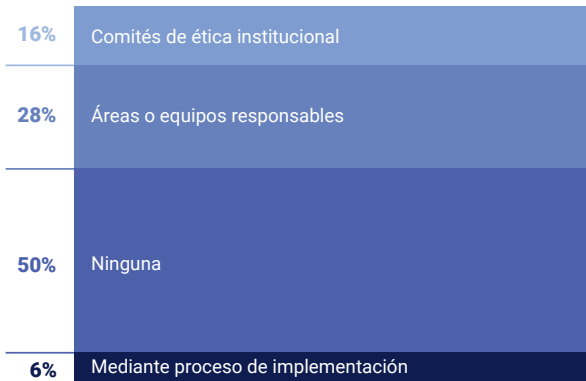 16% Comités de ética institucional
28% Áreas o equipos responsables
50% Ninguna
6% Mediante proceso de implementación